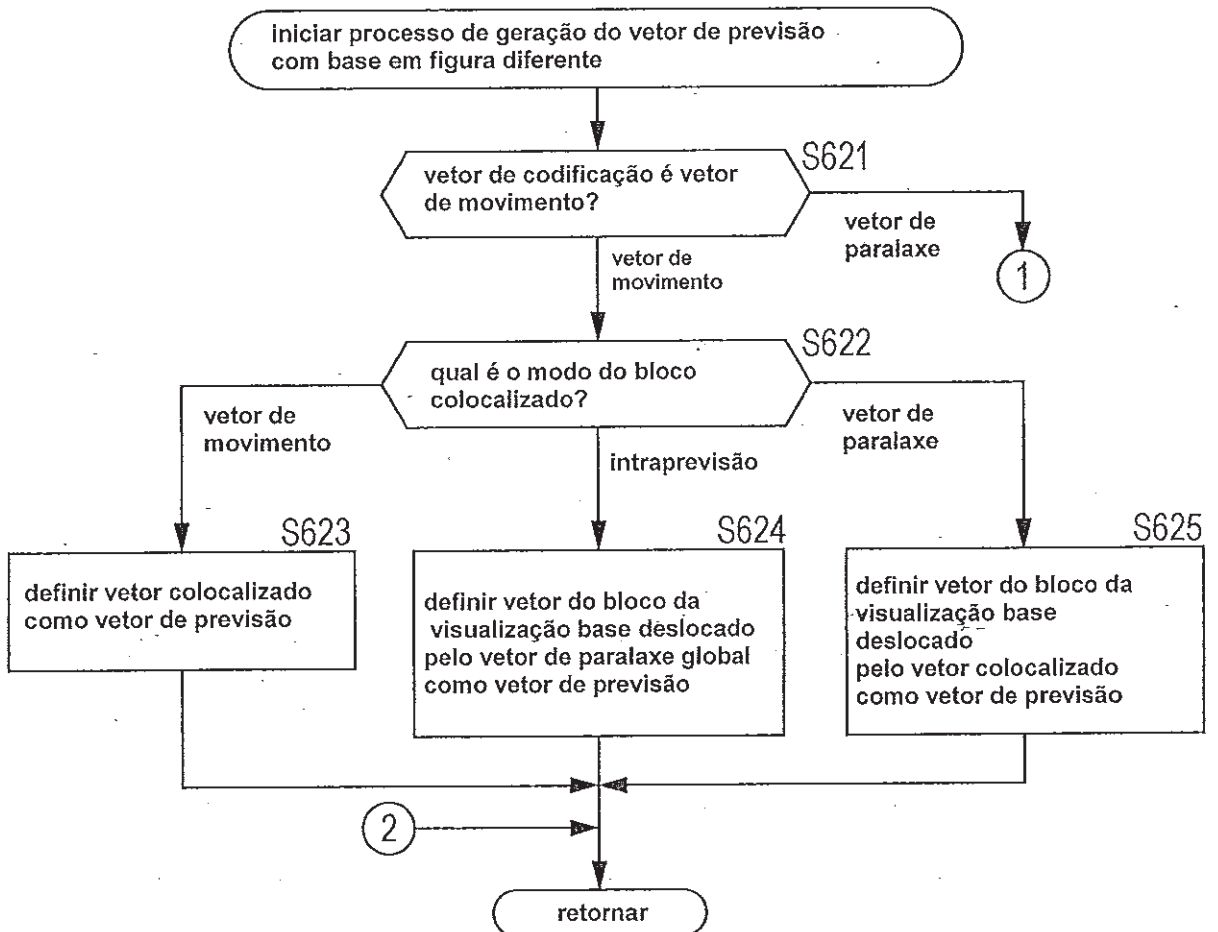 iniciar processo de geração do vetor de previsão
com base em figura diferente
S621
vetor de codificação é vetor
de movimento?
vetor de
paralaxe
1
vetor de
movimento
S622
qual é o modo do bloco
colocalizado?
vetor de
movimento
intraprevisão
vetor de
paralaxe
S623
definir vetor colocalizado
como vetor de previsão
S624
definir vetor do bloco da
visualização base deslocado
pelo vetor de paralaxe global
como vetor de previsão
S625
definir vetor do bloco da
visualização base
deslocado
pelo vetor colocalizado
como vetor de previsão
2
retornar